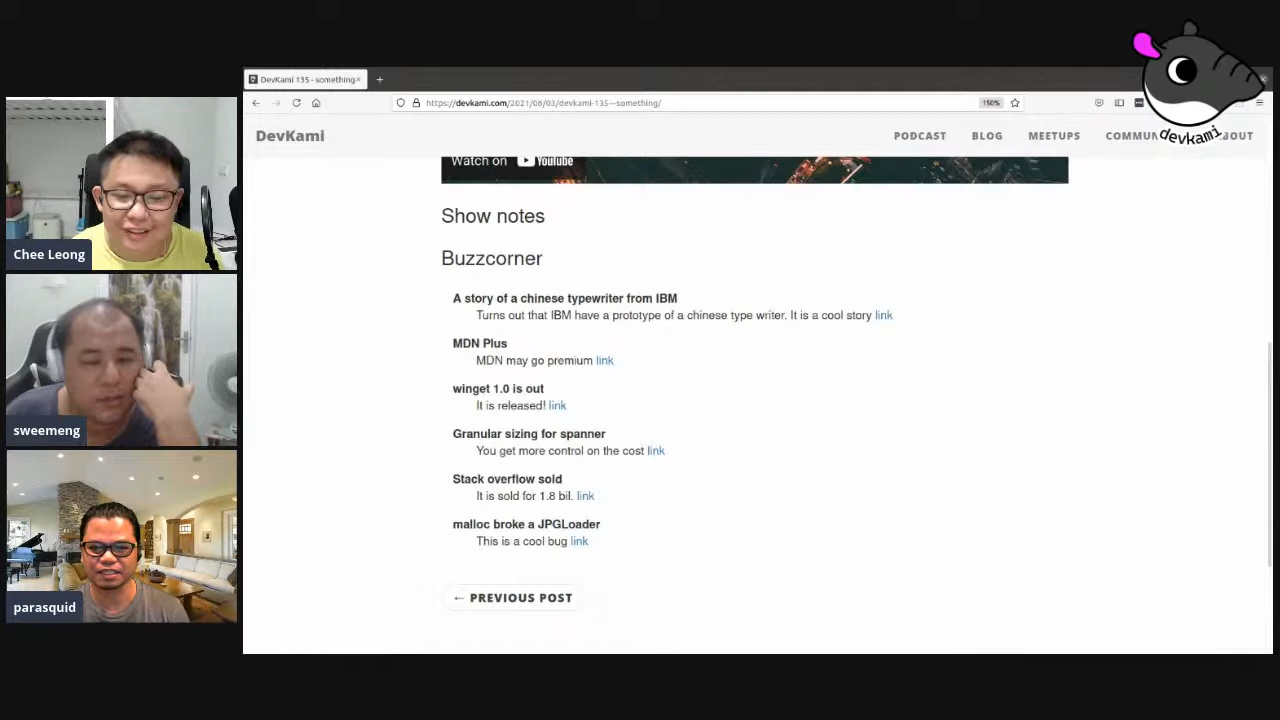 DevKami 135 - something
https://devkami.com/2021/06/03/devkami-135--something/
150%
devkami
DevKami
PODCAST
BLOG
MEETUPS
COMMUN
BOUT
Watch on YouTube
Show notes
Buzzcorner
A story of a chinese typewriter from IBM
Turns out that IBM have a prototype of a chinese type writer. It is a cool story link
MDN Plus
MDN may go premium link
winget 1.0 is out
It is released! link
Granular sizing for spanner
You get more control on the cost link
Stack overflow sold
It is sold for 1.8 bil. link
malloc broke a JPGLoader
This is a cool bug link
← PREVIOUS POST
Chee Leong
sweemeng
parasquid